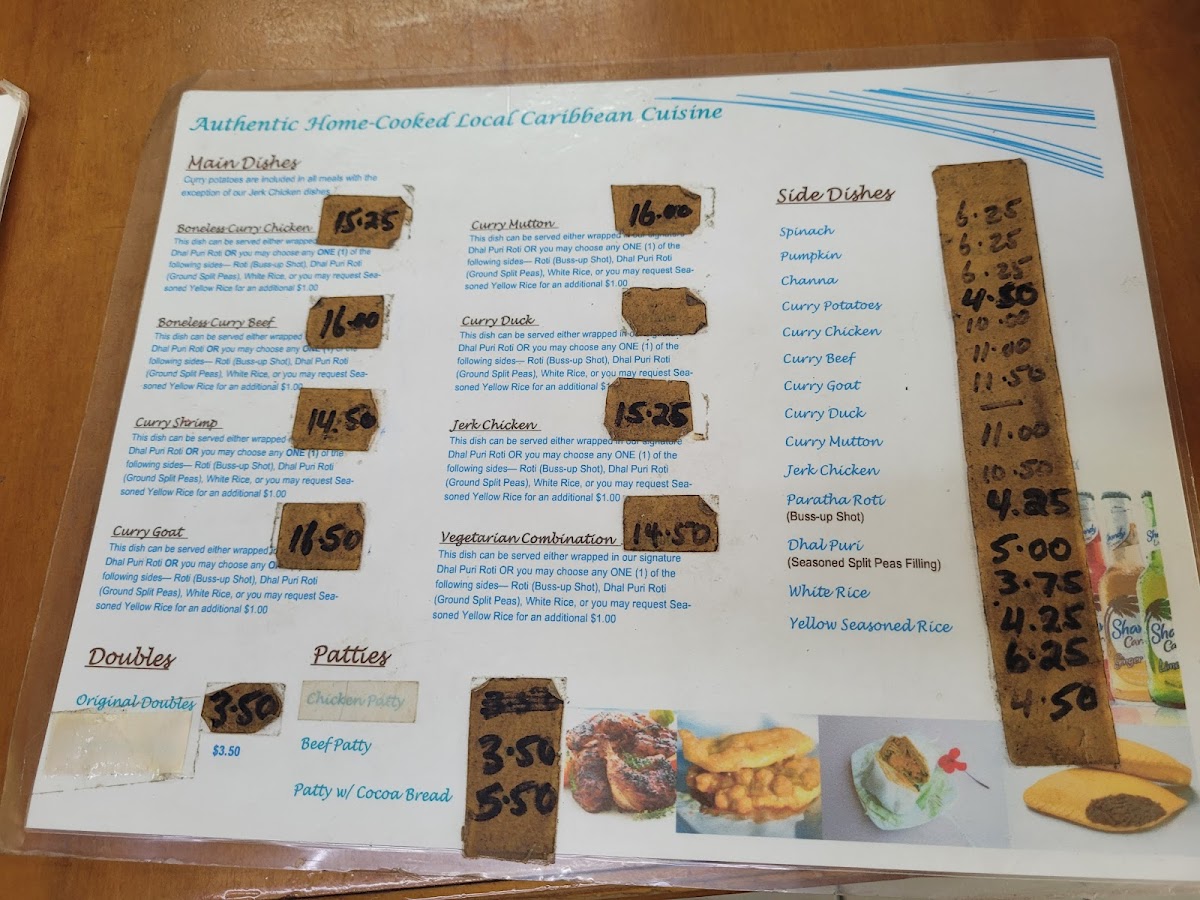 Authentic Home-Cooked Local Caribbean Cuisine
Main Dishes
Curry potatoes are included in all meals with the
exception of our Jerk Chicken dishes
Boneless Curry Chicken 15.25
This dish can be served either wrapped
Dhal Puri Roti OR you may choose any ONE (1) of the
following sides— Roti (Buss-up Shot), Dhal Puri Roti
(Ground Split Peas), White Rice, or you may request Sea-
soned Yellow Rice for an additional $1.00
Boneless Curry Beef 16.00
This dish can be served either wrapped
Dhal Puri Roti OR you may choose any ONE (1) of the
following sides— Roti (Buss-up Shot), Dhal Puri Roti
(Ground Split Peas), White Rice, or you may request Sea-
soned Yellow Rice for an additional $1.00
Curry Shrimp 14.50
This dish can be served either wrapped
Dhal Puri Roti OR you may choose any ONE (1) of the
following sides— Roti (Buss-up Shot), Dhal Puri Roti
(Ground Split Peas), White Rice, or you may request Sea-
soned Yellow Rice for an additional $1.00
Curry Goat 16.50
This dish can be served either wrapped
Dhal Puri Roti OR you may choose any ONE (1) of the
following sides— Roti (Buss-up Shot), Dhal Puri Roti
(Ground Split Peas), White Rice, or you may request Sea-
soned Yellow Rice for an additional $1.00
Curry Mutton 16.00
This dish can be served either wrapped in our signature
Dhal Puri Roti OR you may choose any ONE (1) of the
following sides— Roti (Buss-up Shot), Dhal Puri Roti
(Ground Split Peas), White Rice, or you may request Sea-
soned Yellow Rice for an additional $1.00
Curry Duck
This dish can be served either wrapped in
Dhal Puri Roti OR you may choose any ONE (1) of the
following sides— Roti (Buss-up Shot), Dhal Puri Roti
(Ground Split Peas), White Rice, or you may request Sea-
soned Yellow Rice for an additional
Jerk Chicken 15.25
This dish can be served either wrapped in our signature
Dhal Puri Roti OR you may choose any ONE (1) of the
following sides— Roti (Buss-up Shot), Dhal Puri Roti
(Ground Split Peas), White Rice, or you may request Sea-
soned Yellow Rice for an additional $1.00
Vegetarian Combination 14.50
This dish can be served either wrapped in our signature
Dhal Puri Roti OR you may choose any ONE (1) of the
following sides— Roti (Buss-up Shot), Dhal Puri Roti
(Ground Split Peas), White Rice, or you may request Sea-
soned Yellow Rice for an additional $1.00
Side Dishes
Spinach
Pumpkin
Channa
Curry Potatoes
Curry Chicken
Curry Beef
Curry Goat
Curry Duck
Curry Mutton
Jerk Chicken
Paratha Roti
(Buss-up Shot)
Dhal Puri
(Seasoned Split Peas Filling)
White Rice
Yellow Seasoned Rice
6.25
6.25
6.25
4.50
10.00
11.00
11.50
—
11.00
10.50
4.25
5.00
3.75
4.25
6.25
4.50
Doubles
Original Doubles 3.50
$3.50
Patties
Chicken Patty
Beef Patty 3.50
Patty w/ Cocoa Bread 5.50
Ginger